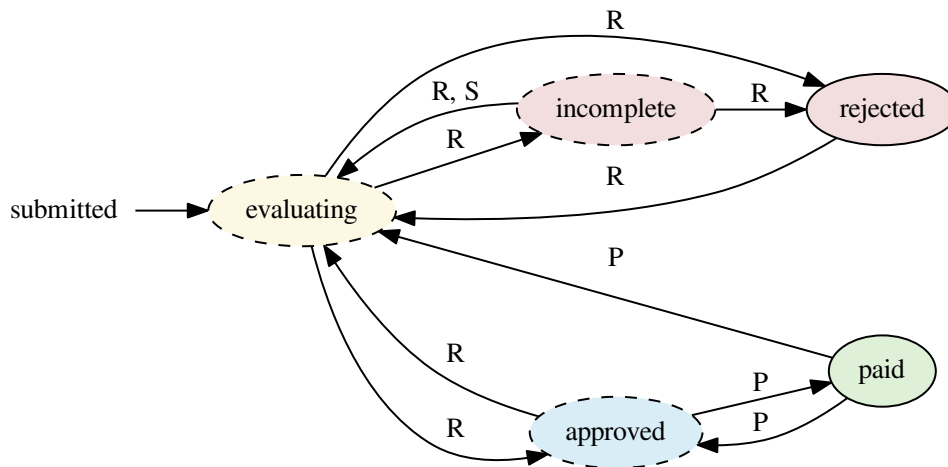 R
R, S
incomplete
R
rejected
R
R
submitted
evaluating
P
R
P
paid
P
R
approved